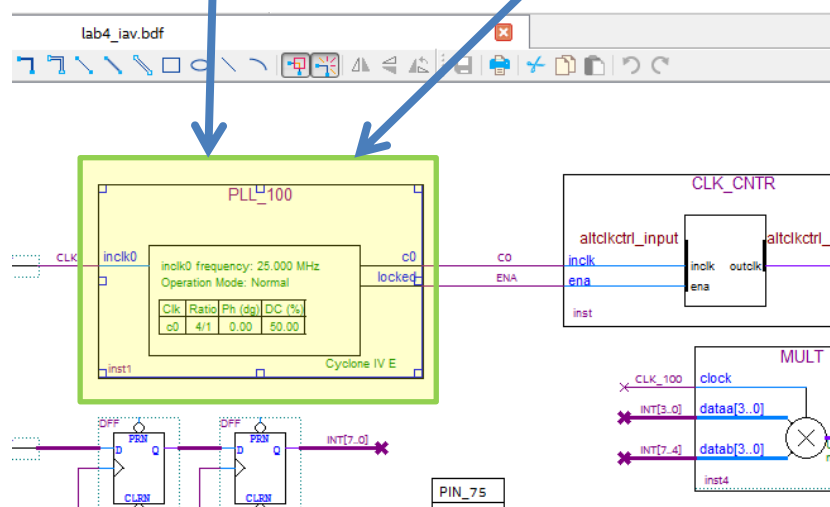 lab4_iav.bdf
PLL_100
CLK
inclk0
inclk0 frequency: 25.000 MHz
Operation Mode: Normal
Clk Ratio Ph (dg) DC (%)
c0 4/1 0.00 50.00
c0
locked
inst1
Cyclone IV E
C0
ENA
CLK_CNTR
altclkctrl_input
altclkctrl_
inclk
ena
inclk outclk
ena
inst
MULT
CLK_100
clock
INT[3..0]
dataa[3..0]
INT[7..4]
datab[3..0]
inst4
DFF
PRN
D Q
CLRN
DFF
PRN
D Q
CLRN
INT[7..0]
PIN_75